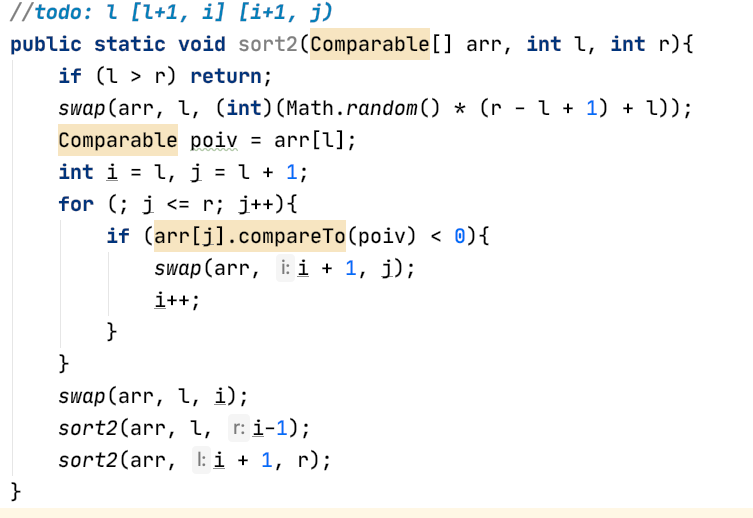 //todo: l [l+1, i] [i+1, j)
public static void sort2(Comparable[] arr, int l, int r){
if (l > r) return;
swap(arr, l, (int)(Math.random() * (r - l + 1) + l));
Comparable poiv = arr[l];
int i = l, j = l + 1;
for (; j <= r; j++){
if (arr[j].compareTo(poiv) < 0){
swap(arr, i: i + 1, j);
i++;
}
}
swap(arr, l, i);
sort2(arr, l, r: i-1);
sort2(arr, l: i + 1, r);
}